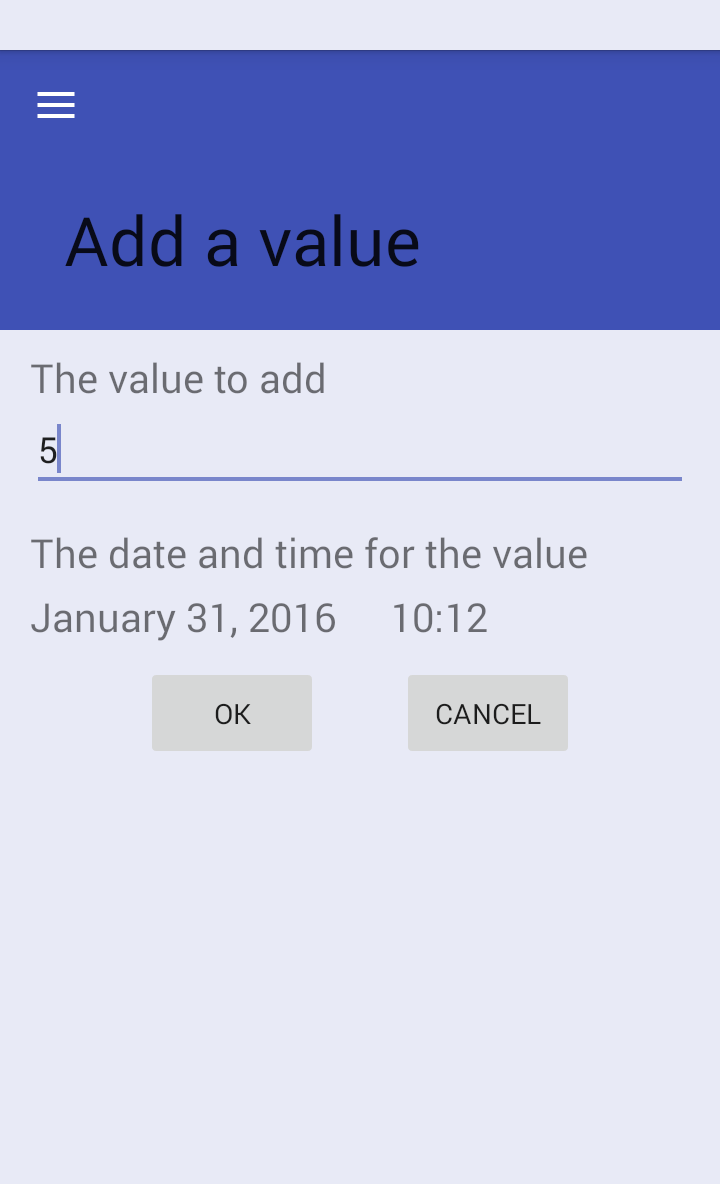 Add a value
The value to add
5
The date and time for the value
January 31, 2016 10:12
OK CANCEL